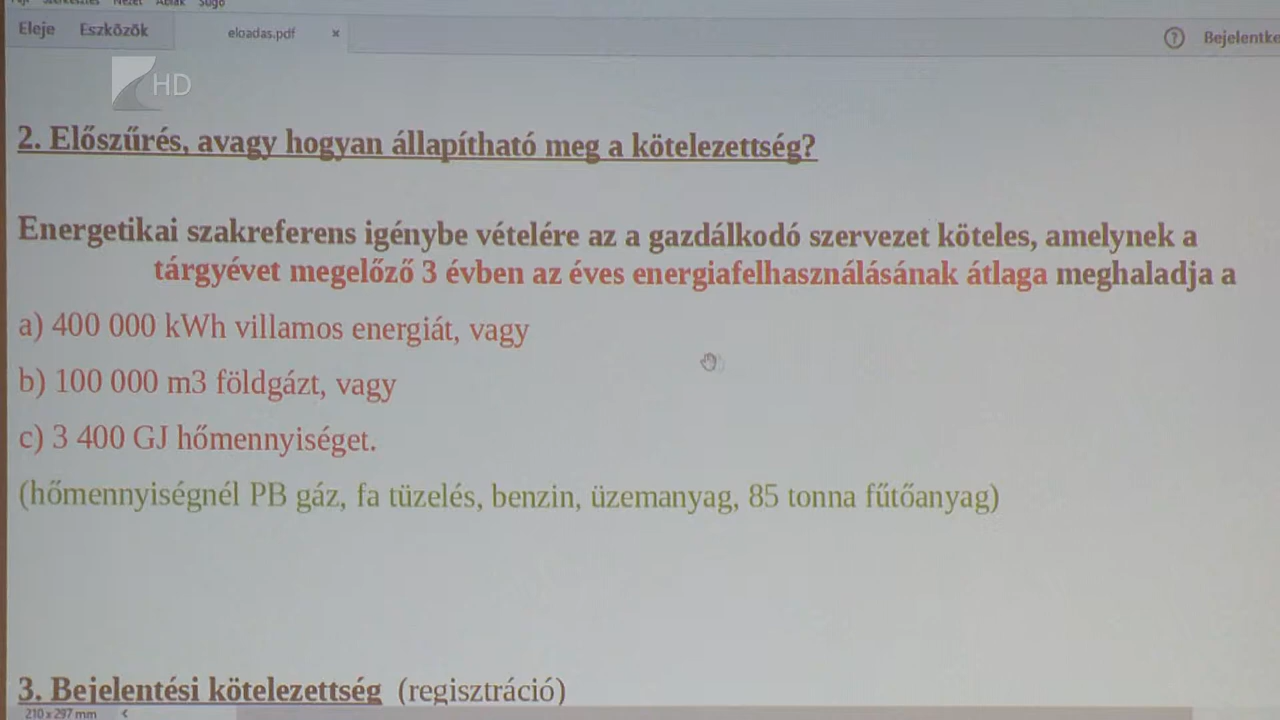 Eleje Eszközök eloadas.pdf × ? Bejelentke
HD
2. Előszűrés, avagy hogyan állapítható meg a kötelezettség?
Energetikai szakreferens igénybe vételére az a gazdálkodó szervezet köteles, amelynek a
tárgyévet megelőző 3 évben az éves energiafelhasználásának átlaga meghaladja a
a) 400 000 kWh villamos energiát, vagy
b) 100 000 m3 földgázt, vagy
c) 3 400 GJ hőmennyiséget.
(hőmennyiségnél PB gáz, fa tüzelés, benzin, üzemanyag, 85 tonna fűtőanyag)
3. Bejelentési kötelezettség (regisztráció)
210 x 297 mm <